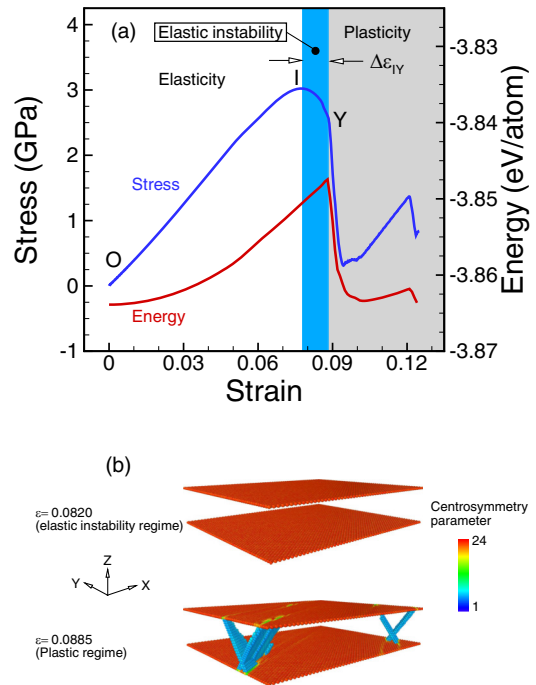 (a)
Elastic instability
Plasticity
Elasticity
Δε_IY
I
Y
Stress
O
Energy
Stress (GPa)
4
3
2
1
0
-1
Energy (eV/atom)
-3.83
-3.84
-3.85
-3.86
-3.87
0
0.03
0.06
0.09
0.12
Strain
(b)
ε= 0.0820
(elastic instability regime)
Centrosymmetry
parameter
24
1
Z
Y
X
ε=0.0885
(Plastic regime)